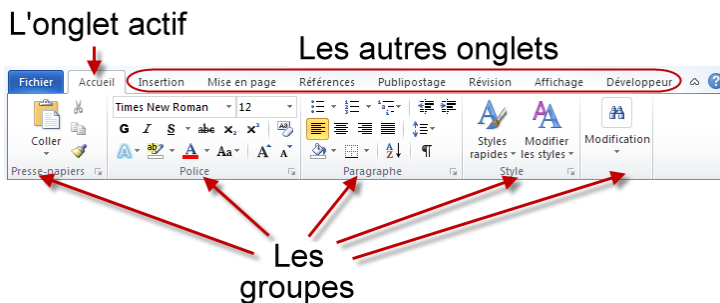 L'onglet actif
Les autres onglets
Fichier Accueil Insertion Mise en page Références Publipostage Révision Affichage Développeur
Times New Roman 12
Coller
G I S abc X₂ X²
A ab A Aa A A
Styles rapides
Modifier les styles
Modification
Presse-papiers Police Paragraphe Style
Les
groupes